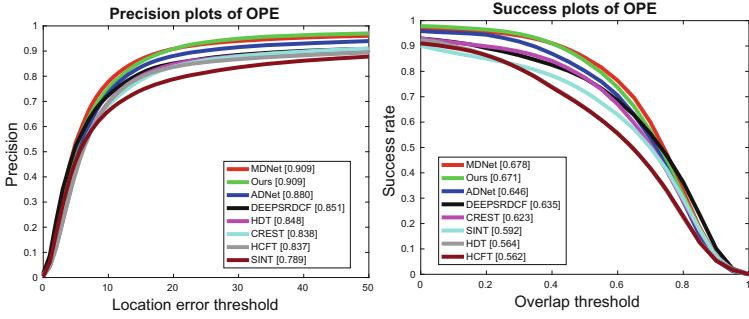 Precision plots of OPE
Precision
1
0.9
0.8
0.7
0.6
0.5
0.4
0.3
0.2
0.1
0
MDNet [0.909]
Ours [0.909]
ADNet [0.880]
DEEPSRDCF [0.851]
HDT [0.848]
CREST [0.838]
HCFT [0.837]
SINT [0.789]
0 10 20 30 40 50
Location error threshold
Success plots of OPE
Success rate
1
0.9
0.8
0.7
0.6
0.5
0.4
0.3
0.2
0.1
0
MDNet [0.678]
Ours [0.671]
ADNet [0.646]
DEEPSRDCF [0.635]
CREST [0.623]
SINT [0.592]
HDT [0.564]
HCFT [0.562]
0 0.2 0.4 0.6 0.8 1
Overlap threshold